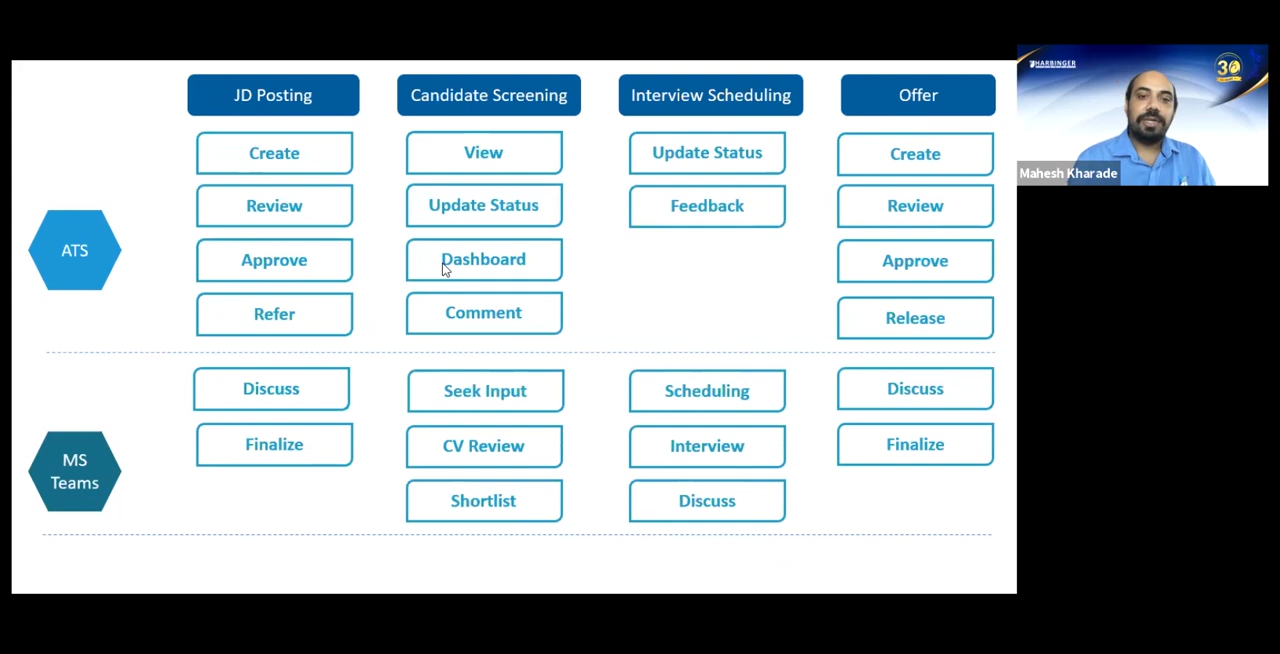 JD Posting
Candidate Screening
Interview Scheduling
Offer
HARBINGER
30
Mahesh Kharade
ATS
Create
View
Update Status
Create
Review
Update Status
Feedback
Review
Approve
Dashboard
Approve
Refer
Comment
Release
MS
Teams
Discuss
Seek Input
Scheduling
Discuss
Finalize
CV Review
Interview
Finalize
Shortlist
Discuss